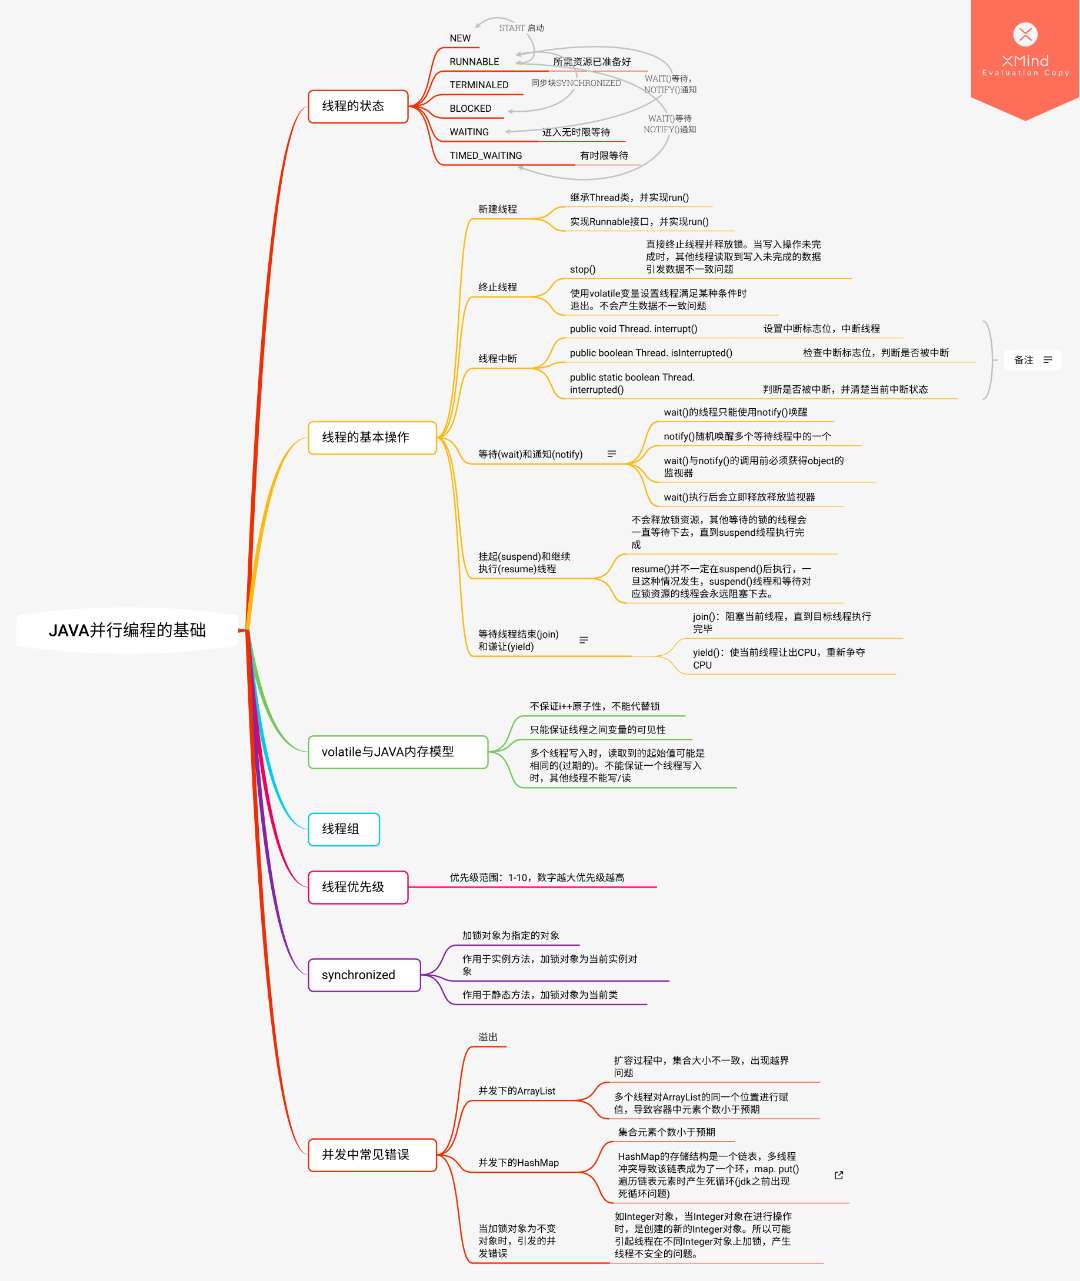 XMind
Evaluation Copy
JAVA并行编程的基础
线程的状态
NEW
START 启动
RUNNABLE
所需资源已准备好
TERMINALED
同步块SYNCHRONIZED
WAIT()等待,
NOTIFY()通知
BLOCKED
WAITING
进入无时限等待
WAIT()等待
NOTIFY()通知
TIMED_WAITING
有时限等待
线程的基本操作
新建线程
继承Thread类，并实现run()
实现Runnable接口，并实现run()
终止线程
stop()
直接终止线程并释放锁。当写入操作未完
成时，其他线程读取到写入未完成的数据
引发数据不一致问题
使用volatile变量设置线程满足某种条件时
退出。不会产生数据不一致问题
线程中断
public void Thread. interrupt()
设置中断标志位，中断线程
public boolean Thread. isInterrupted()
检查中断标志位，判断是否被中断
public static boolean Thread.
interrupted()
判断是否被中断，并清楚当前中断状态
备注
等待(wait)和通知(notify)
wait()的线程只能使用notify()唤醒
notify()随机唤醒多个等待线程中的一个
wait()与notify()的调用前必须获得object的
监视器
wait()执行后会立即释放释放监视器
挂起(suspend)和继续
执行(resume)线程
不会释放锁资源，其他等待的锁的线程会
一直等待下去，直到suspend线程执行完
成
resume()并不一定在suspend()后执行，一
旦这种情况发生，suspend()线程和等待对
应锁资源的线程会永远阻塞下去。
等待线程结束(join)
和谦让(yield)
join()：阻塞当前线程，直到目标线程执行
完毕
yield()：使当前线程让出CPU，重新争夺
CPU
volatile与JAVA内存模型
不保证i++原子性，不能代替锁
只能保证线程之间变量的可见性
多个线程写入时，读取到的起始值可能是
相同的(过期的)。不能保证一个线程写入
时，其他线程不能写/读
线程组
线程优先级
优先级范围：1-10，数字越大优先级越高
synchronized
加锁对象为指定的对象
作用于实例方法，加锁对象为当前实例对
象
作用于静态方法，加锁对象为当前类
并发中常见错误
溢出
并发下的ArrayList
扩容过程中，集合大小不一致，出现越界
问题
多个线程对ArrayList的同一个位置进行赋
值，导致容器中元素个数小于预期
并发下的HashMap
集合元素个数小于预期
HashMap的存储结构是一个链表，多线程
冲突导致该链表成为了一个环，map. put()
遍历链表元素时产生死循环(jdk之前出现
死循环问题)
当加锁对象为不变
对象时，引发的并
发错误
如Integer对象，当Integer对象在进行操作
时，是创建的新的Integer对象。所以可能
引起线程在不同Integer对象上加锁，产生
线程不安全的问题。